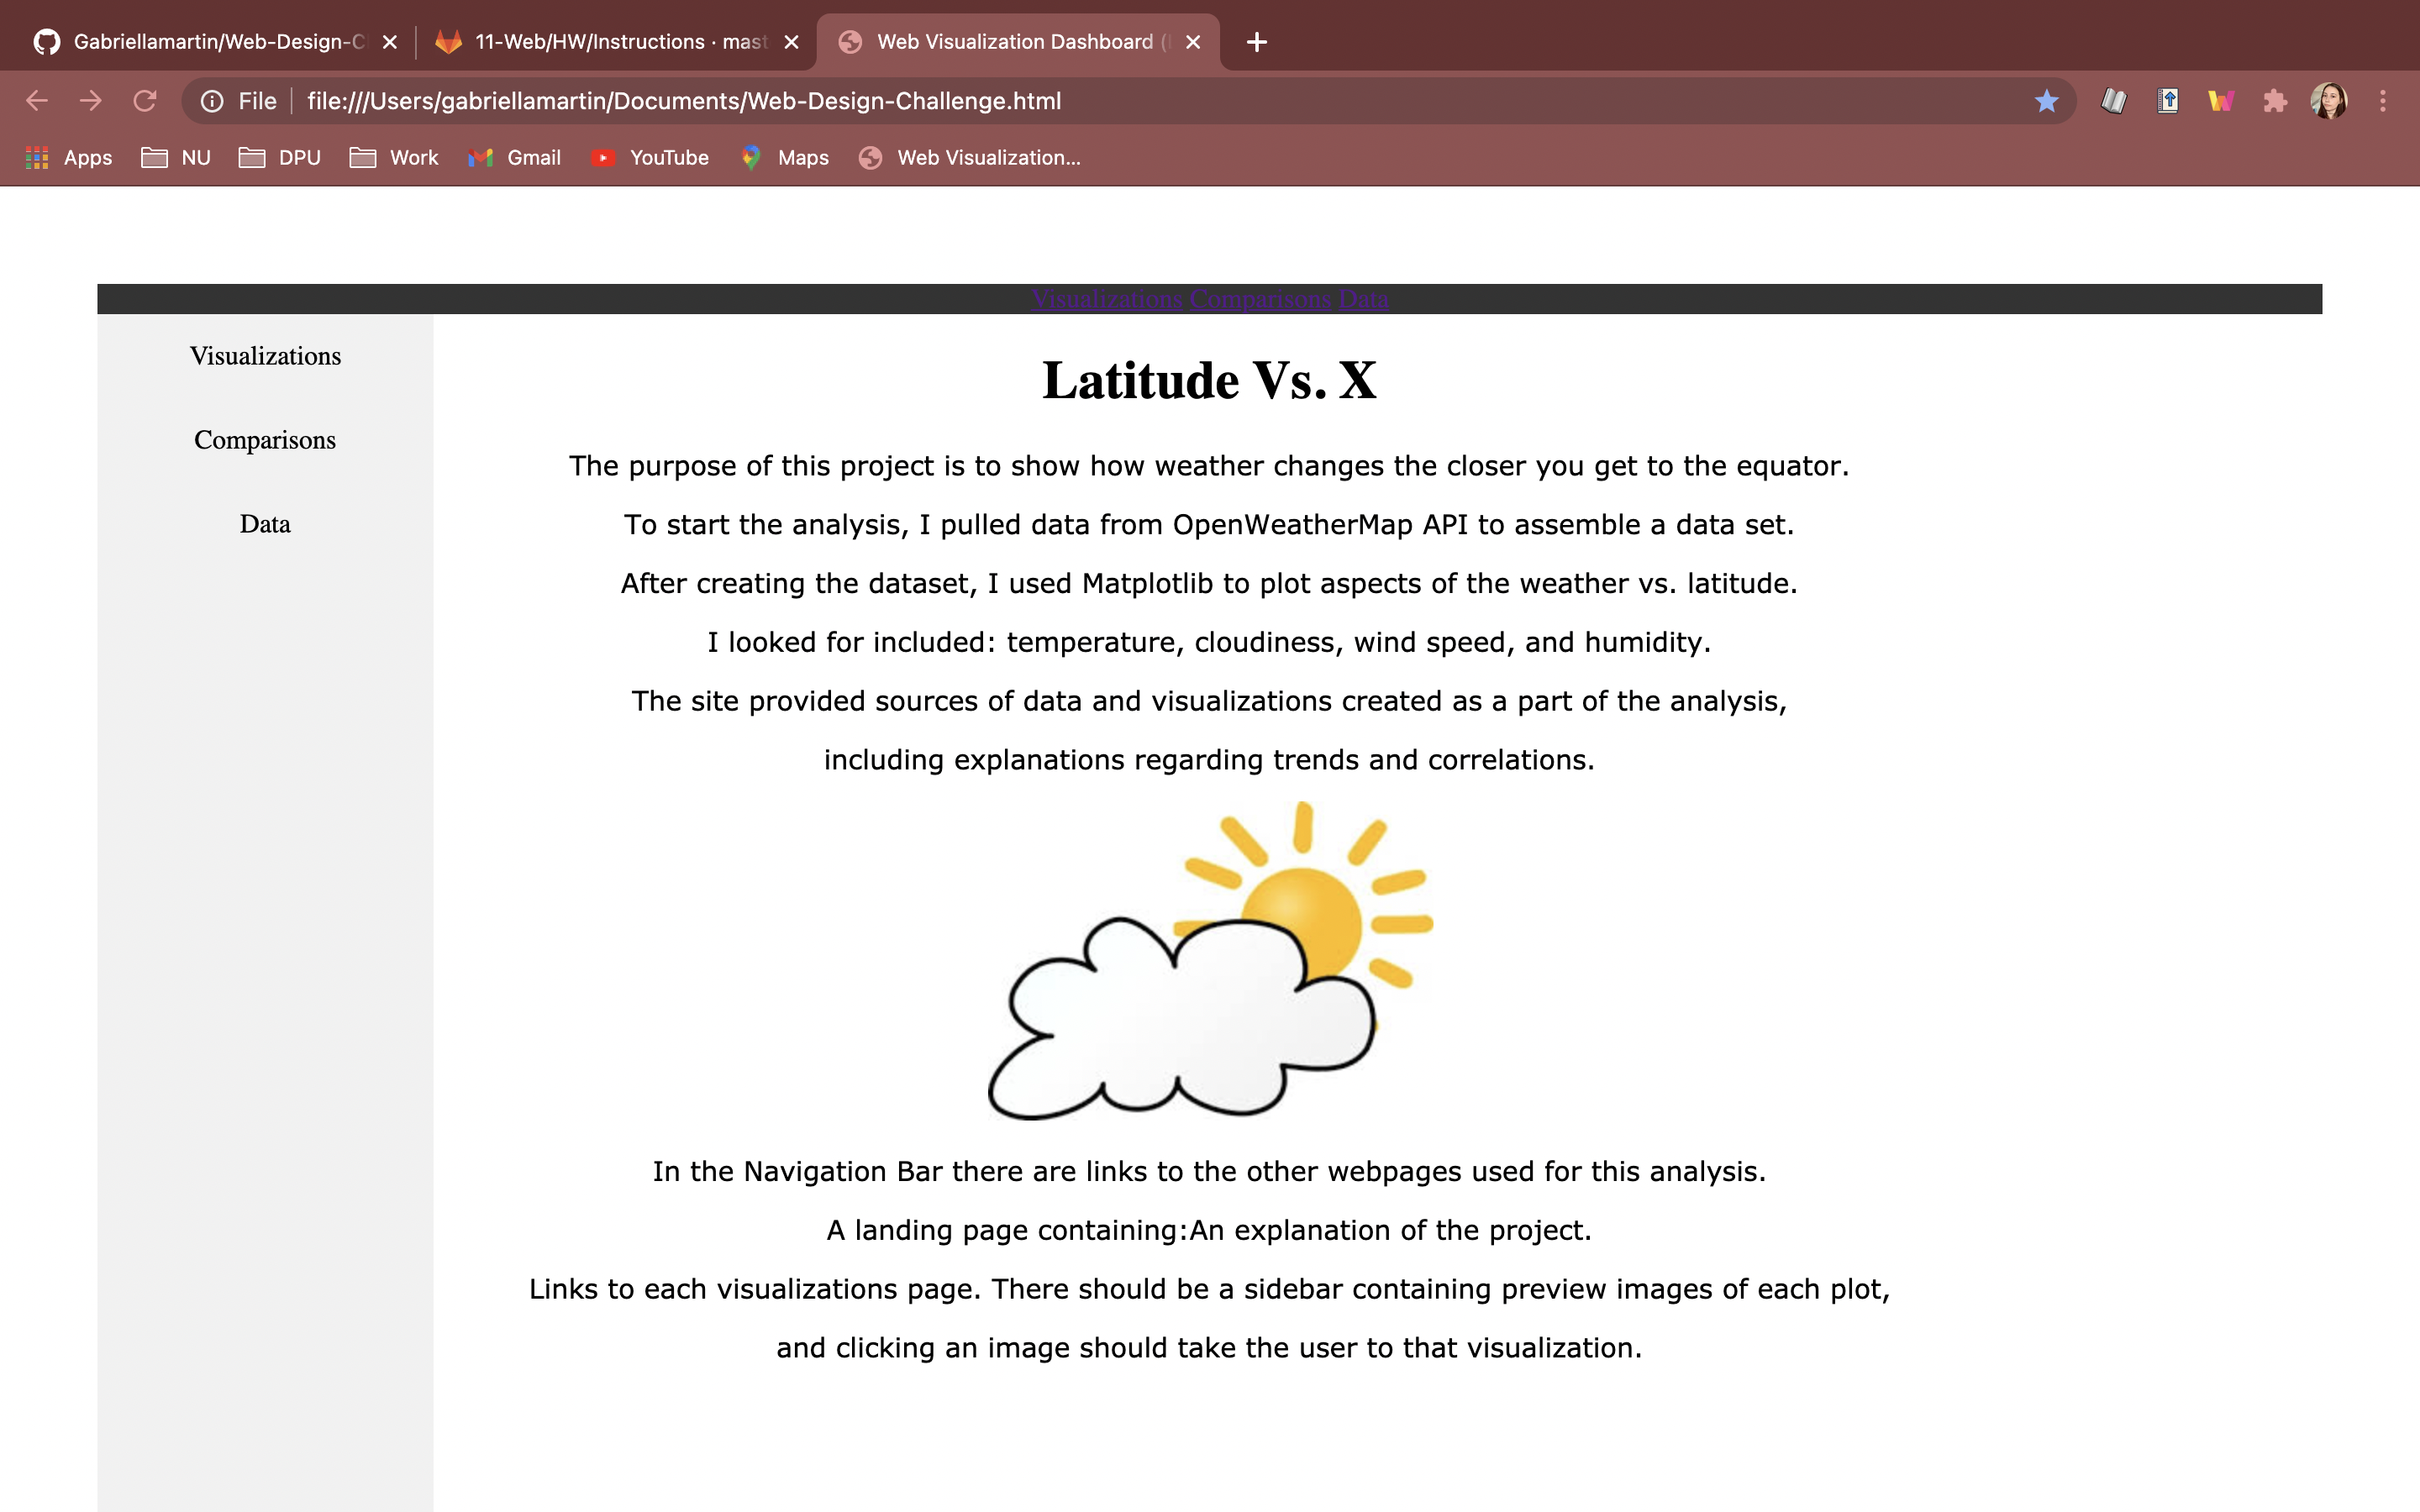 Gabriellamartin/Web-Design-C
11-Web/HW/Instructions · mast
Web Visualization Dashboard (
File
file:///Users/gabriellamartin/Documents/Web-Design-Challenge.html
Apps NU DPU Work Gmail YouTube Maps Web Visualization...
Visualizations Comparisons Data
Visualizations
Comparisons
Data
Latitude Vs. X
The purpose of this project is to show how weather changes the closer you get to the equator.
To start the analysis, I pulled data from OpenWeatherMap API to assemble a data set.
After creating the dataset, I used Matplotlib to plot aspects of the weather vs. latitude.
I looked for included: temperature, cloudiness, wind speed, and humidity.
The site provided sources of data and visualizations created as a part of the analysis,
including explanations regarding trends and correlations.
In the Navigation Bar there are links to the other webpages used for this analysis.
A landing page containing:An explanation of the project.
Links to each visualizations page. There should be a sidebar containing preview images of each plot,
and clicking an image should take the user to that visualization.